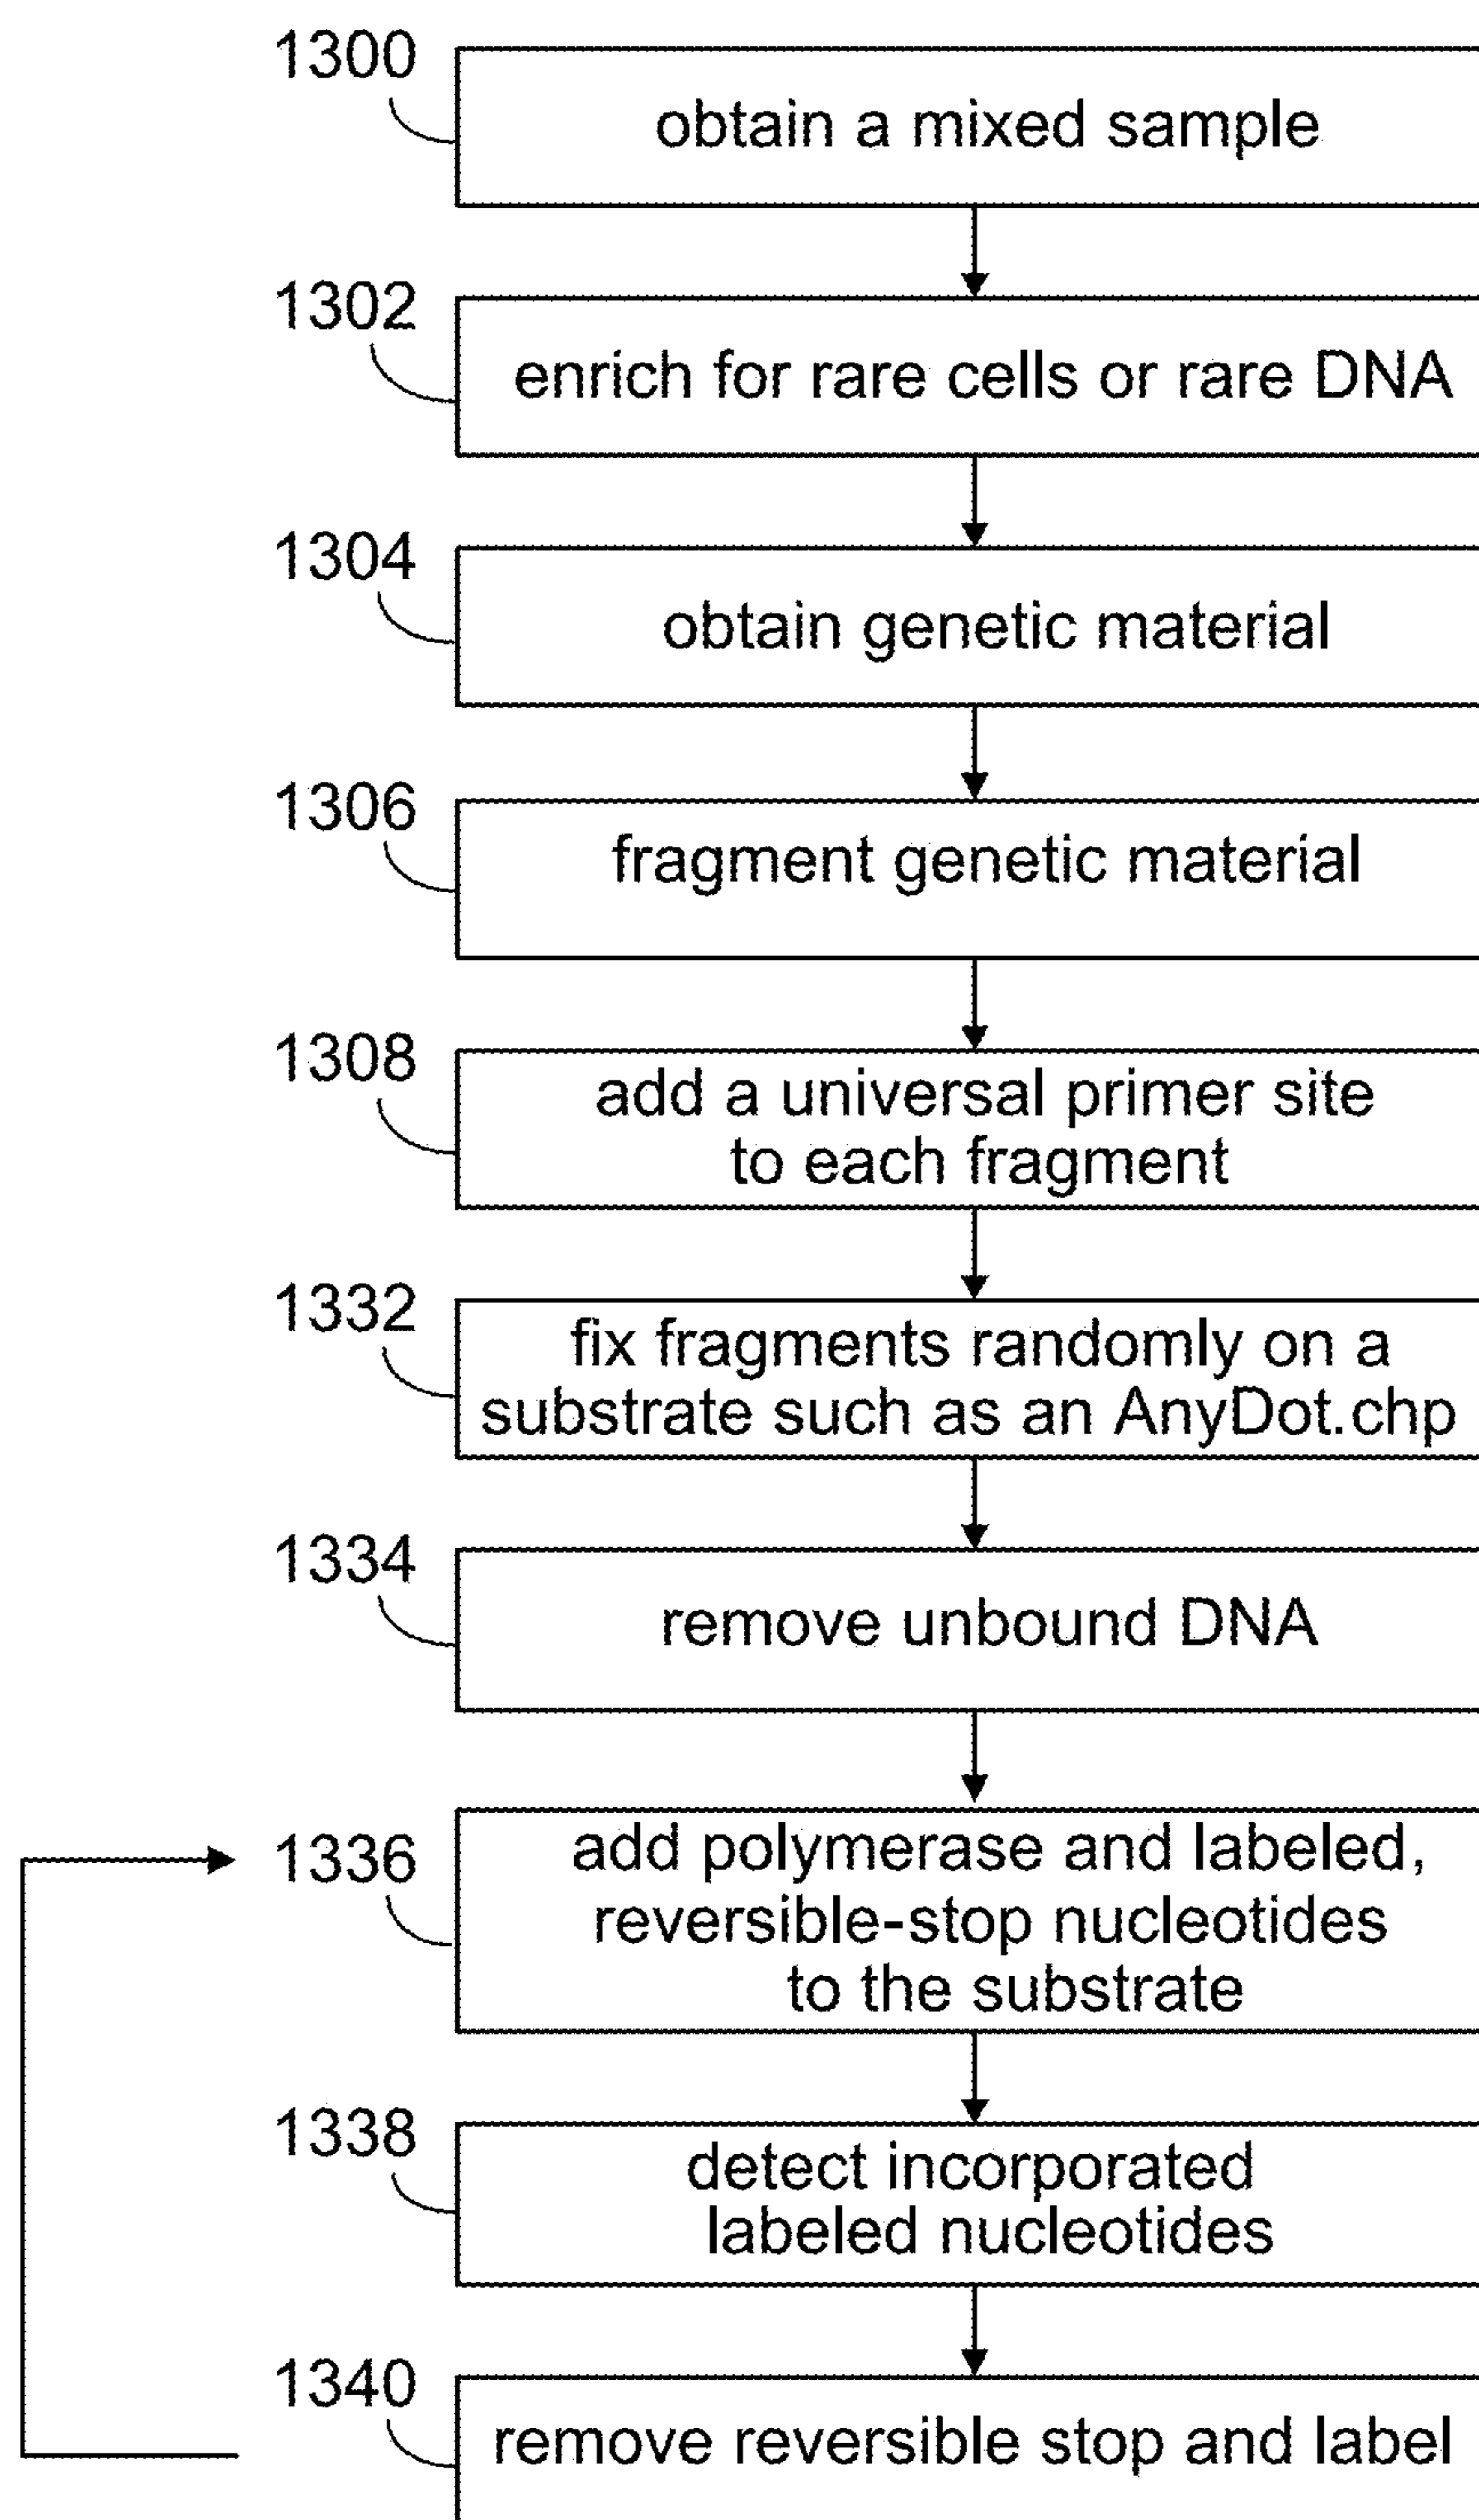 1300
obtain a mixed sample
1302
enrich for rare cells or rare DNA
1304
obtain genetic material
1306
fragment genetic material
1308
add a universal primer site
to each fragment
1332
fix fragments randomly on a
substrate such as an AnyDot.chp
1334
remove unbound DNA
1336
add polymerase and labeled,
reversible-stop nucleotides
to the substrate
1338
detect incorporated
labeled nucleotides
1340
remove reversible stop and label